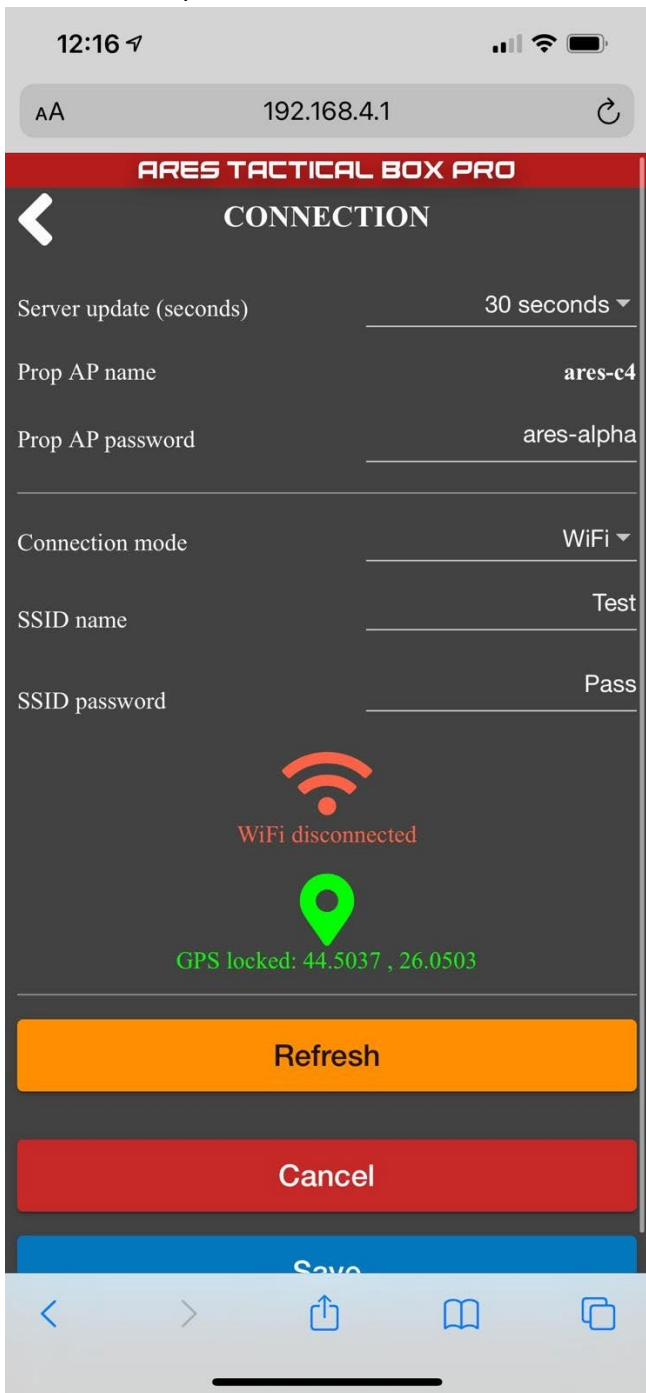 12:16
AA 192.168.4.1
ARES TACTICAL BOX PRO
CONNECTION
Server update (seconds) 30 seconds
Prop AP name ares-c4
Prop AP password ares-alpha
Connection mode WiFi
SSID name Test
SSID password Pass
WiFi disconnected
GPS locked: 44.5037 , 26.0503
Refresh
Cancel
Save